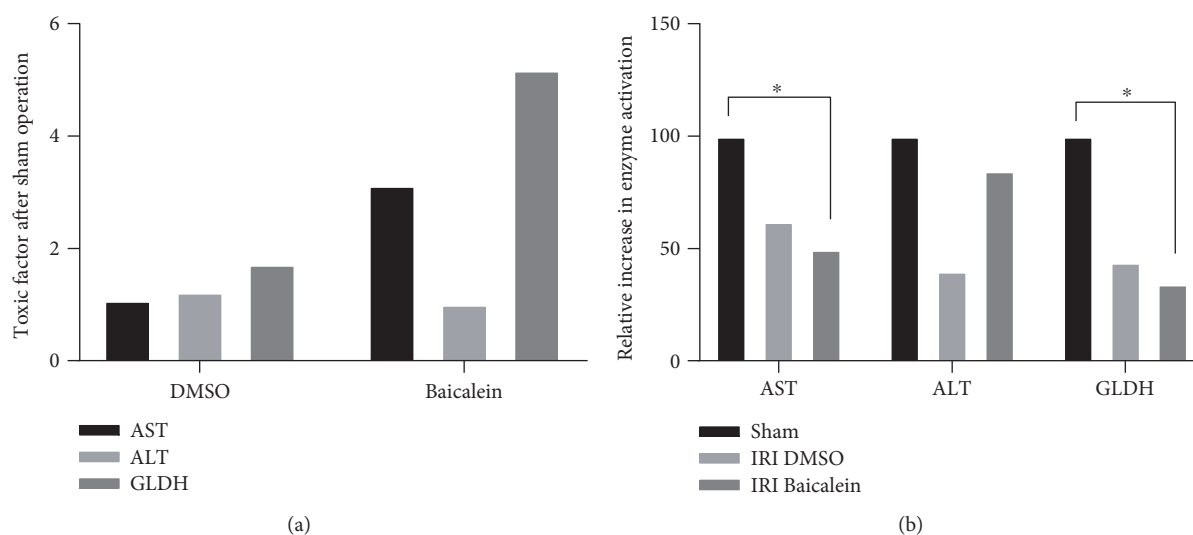 Toxic factor after sham operation
6
4
2
0
DMSO
Baicalein
AST
ALT
GLDH
(a)
Relative increase in enzyme activation
150
100
50
0
*
*
AST
ALT
GLDH
Sham
IRI DMSO
IRI Baicalein
(b)